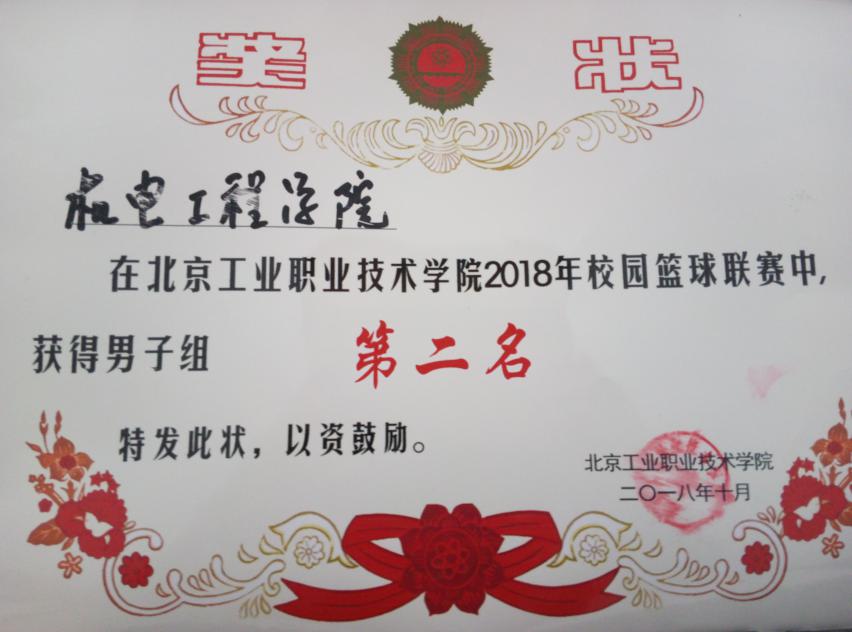 奖状
机电工程学院
在北京工业职业技术学院2018年校园篮球联赛中,
获得男子组 第二名
特发此状，以资鼓励。
北京工业职业技术学院
二〇一八年十月